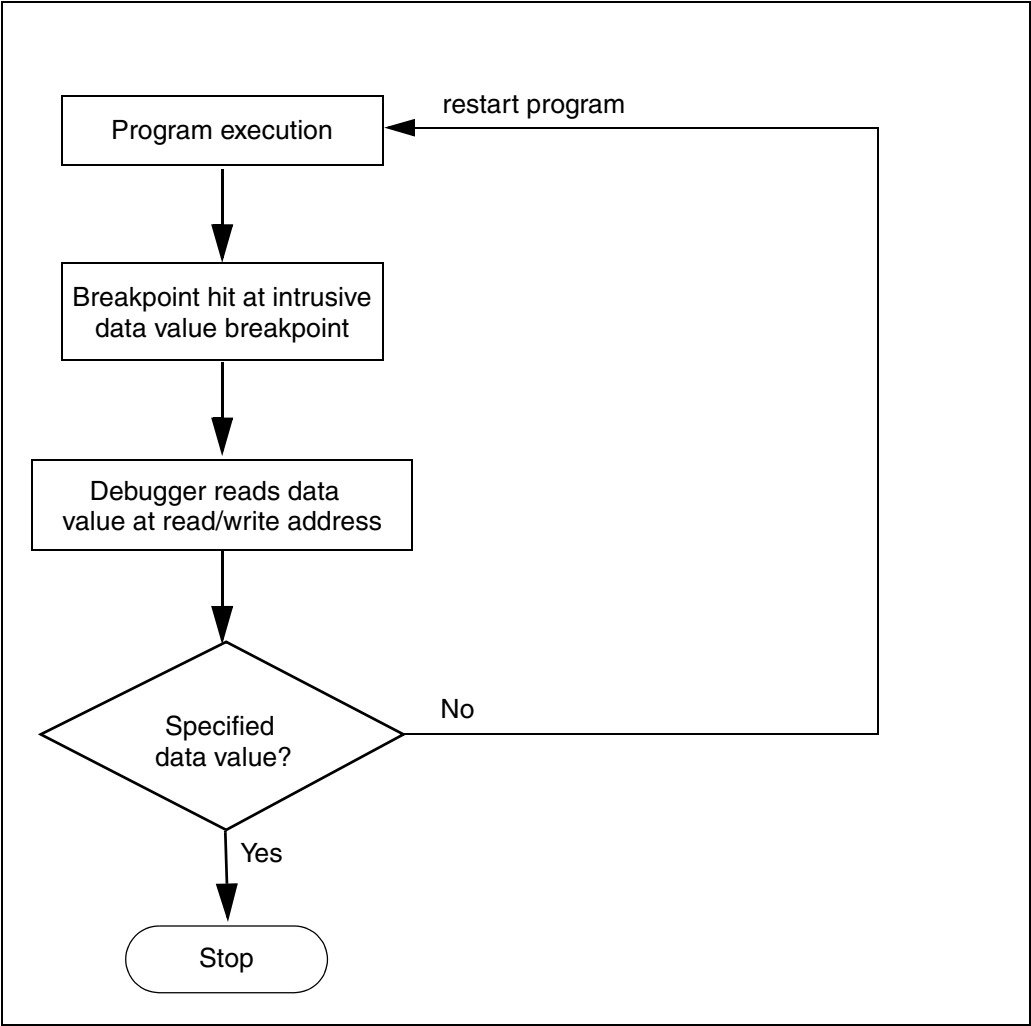 restart program
Program execution
Breakpoint hit at intrusive
data value breakpoint
Debugger reads data
value at read/write address
Specified
data value?
No
Yes
Stop